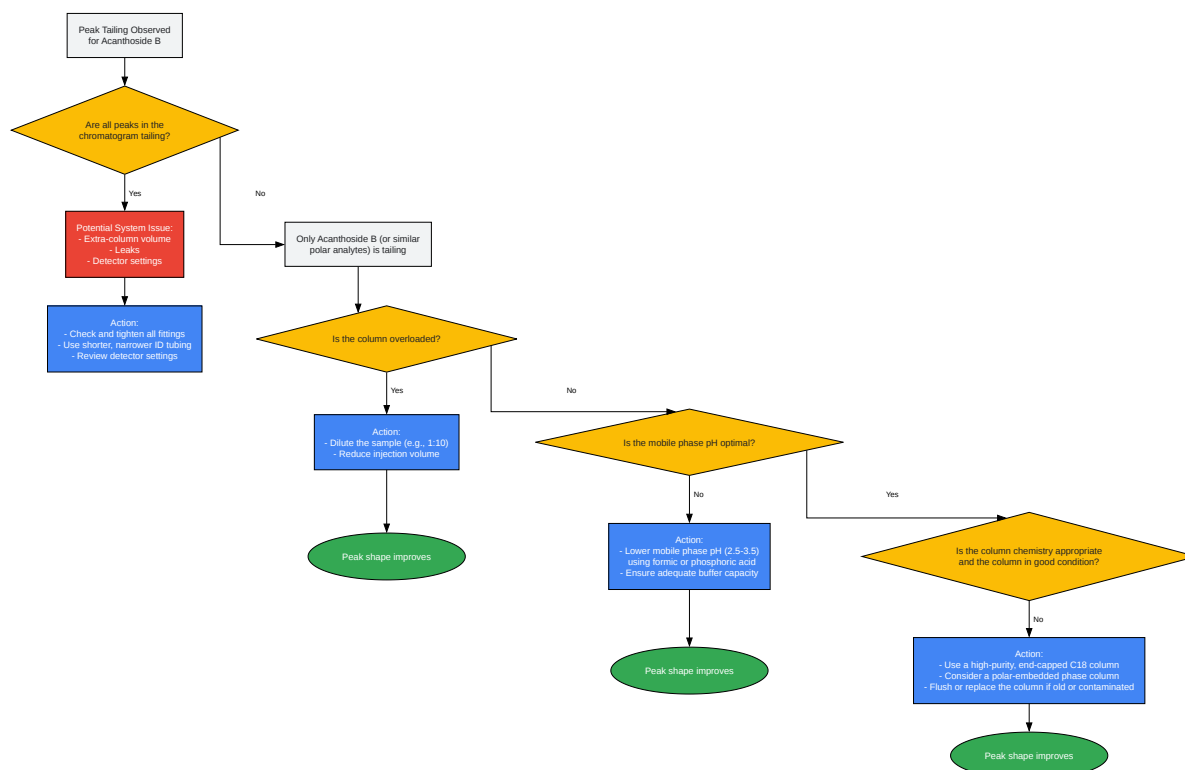 Peak Tailing Observed
for Acanthoside B
Are all peaks in the
chromatogram tailing?
Yes
No
Potential System Issue:
- Extra-column volume
- Leaks
- Detector settings
Only Acanthoside B (or similar
polar analytes) is tailing
Action:
- Check and tighten all fittings
- Use shorter, narrower ID tubing
- Review detector settings
Is the column overloaded?
Yes
No
Action:
- Dilute the sample (e.g., 1:10)
- Reduce injection volume
Is the mobile phase pH optimal?
No
Yes
Peak shape improves
Action:
- Lower mobile phase pH (2.5-3.5)
using formic or phosphoric acid
- Ensure adequate buffer capacity
Is the column chemistry appropriate
and the column in good condition?
No
Peak shape improves
Action:
- Use a high-purity, end-capped C18 column
- Consider a polar-embedded phase column
- Flush or replace the column if old or contaminated
Peak shape improves